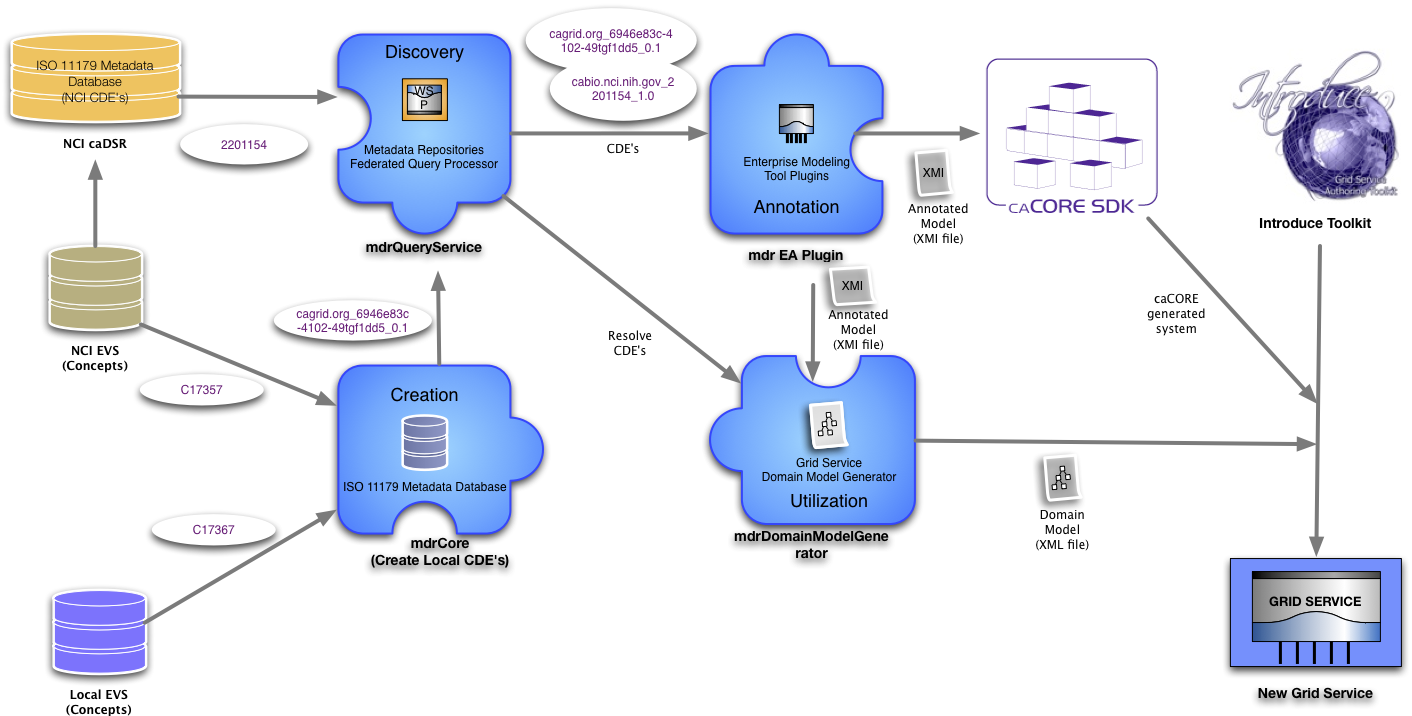 ISO 11179 Metadata
Database
(NCI CDE's)
NCI caDSR
2201154
Discovery
WS
P
Metadata Repositories
Federated Query Processor
mdrQueryService
cagrid.org_6946e83c-4
102-49tgf1dd5_0.1
cabio.nci.nih.gov_2
201154_1.0
CDE's
Enterprise Modeling
Tool Plugins
Annotation
mdr EA Plugin
XMI
Annotated
Model
(XMI file)
caCORE SDK
Introduce
Grid Service
Authoring Toolkit
Introduce Toolkit
NCI EVS
(Concepts)
C17357
cagrid.org_6946e83c
-4102-49tgf1dd5_0.1
Resolve
CDE's
XMI
Annotated
Model
(XMI file)
caCORE
generated
system
Creation
ISO 11179 Metadata Database
mdrCore
(Create Local CDE's)
Grid Service
Domain Model Generator
Utilization
mdrDomainModelGene
rator
Domain
Model
(XML file)
C17367
Local EVS
(Concepts)
GRID SERVICE
New Grid Service